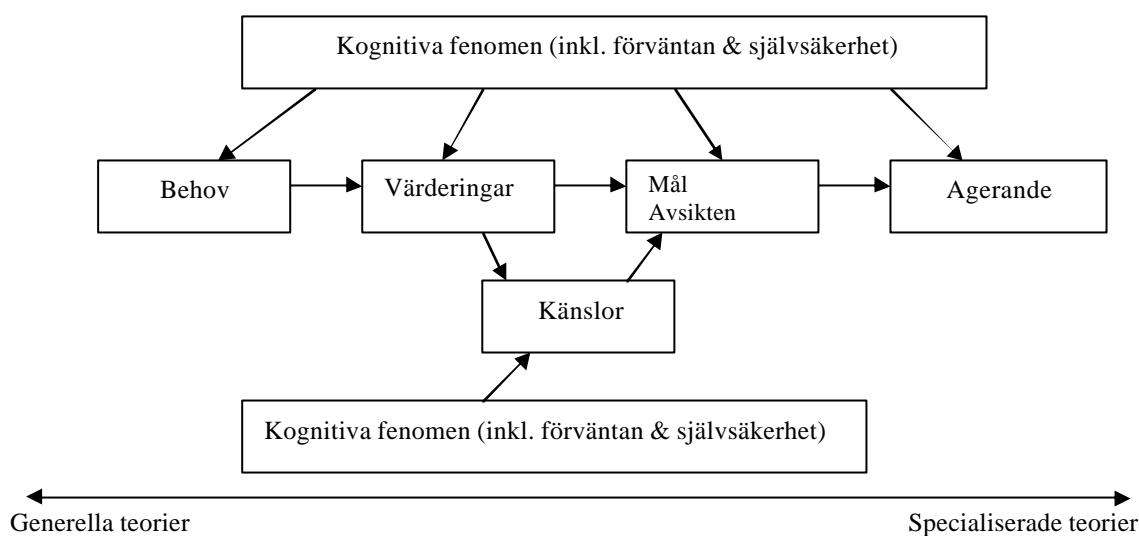 Kognitiva fenomen (inkl. förväntan & självsäkerhet)
Behov
Värderingar
Mål
Avsikten
Agerande
Känslor
Kognitiva fenomen (inkl. förväntan & självsäkerhet)
Generella teorier
Specialiserade teorier